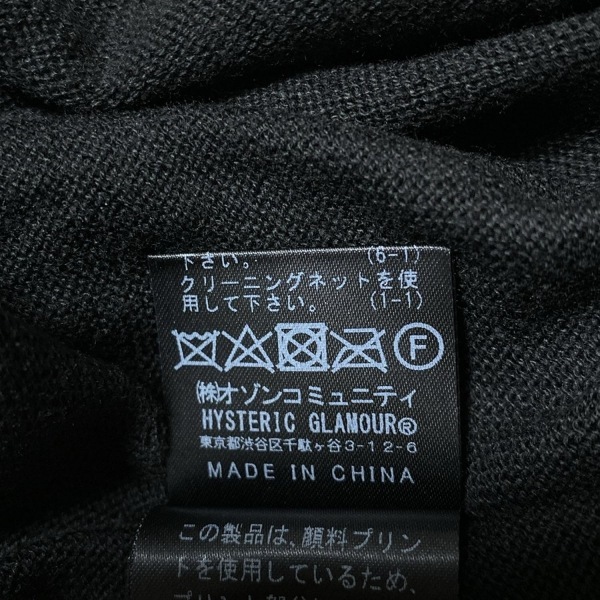 下さい。 (6-1)
クリーニングネットを使
用して下さい。 (1-1)
F
㈱オゾンコミュニティ
HYSTERIC GLAMOUR®
東京都渋谷区千駄ヶ谷3-12-6
MADE IN CHINA
この製品は、顔料プリン
トを使用しているため、